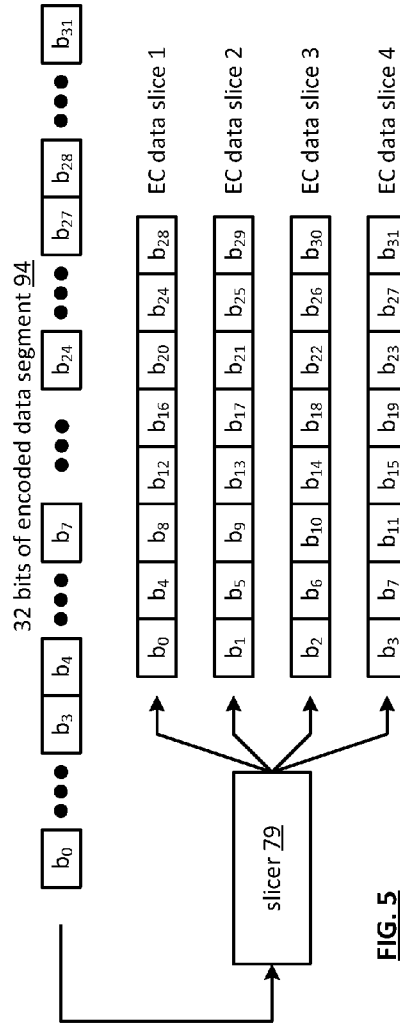 32 bits of encoded data segment 94
b0 ●●● b3 b4 ●●● b7 ●●● b24 ●●● b27 b28 ●●● b31
slicer 79
b0 b4 b8 b12 b16 b20 b24 b28 EC data slice 1
b1 b5 b9 b13 b17 b21 b25 b29 EC data slice 2
b2 b6 b10 b14 b18 b22 b26 b30 EC data slice 3
b3 b7 b11 b15 b19 b23 b27 b31 EC data slice 4
FIG. 5